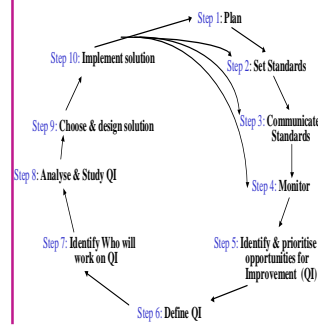 Step 1: Plan
Step 2: Set Standards
Step 3: Communicate
Standards
Step 4: Monitor
Step 5: Identify & prioritise
opportunities for
Improvement (QI)
Step 6: Define QI
Step 7: Identify Who will
work on QI
Step 8: Analyse & Study QI
Step 9: Choose & design solution
Step 10: Implement solution